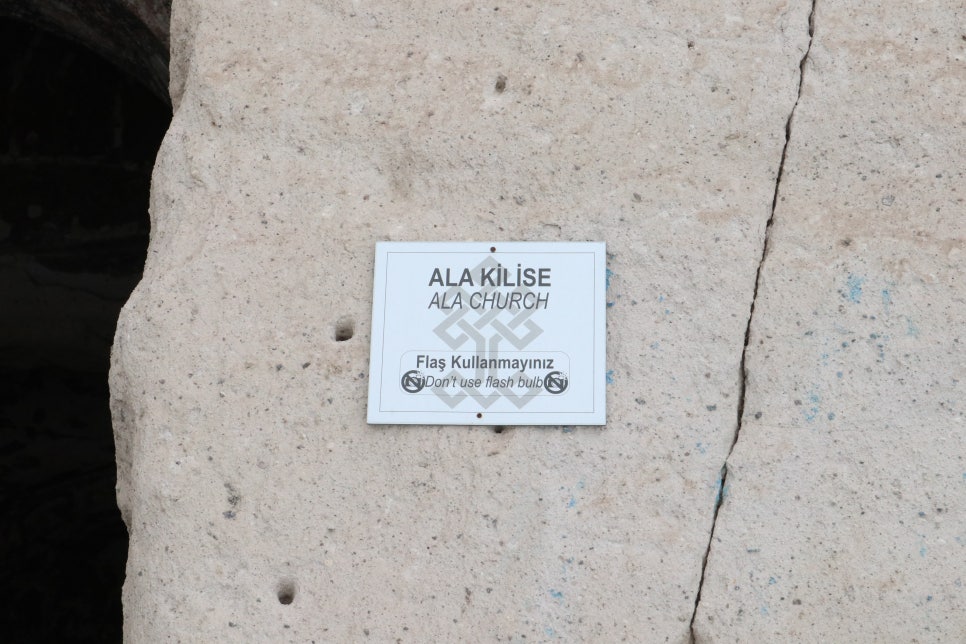 ALA KİLİSE
ALA CHURCH
Flaş Kullanmayınız
Don't use flash bulb